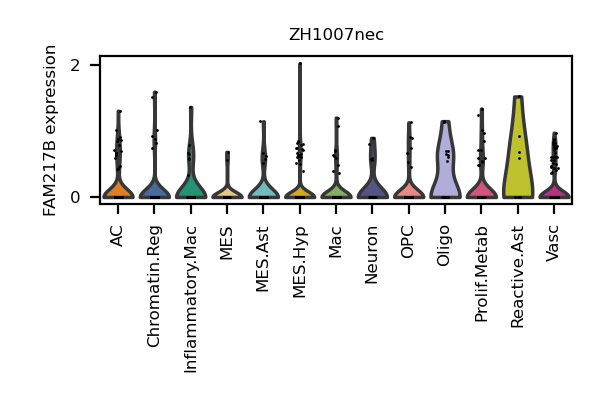 ZH1007nec
FAM217B expression
2
0
AC
Chromatin.Reg
Inflammatory.Mac
MES
MES.Ast
MES.Hyp
Mac
Neuron
OPC
Oligo
Prolif.Metab
Reactive.Ast
Vasc